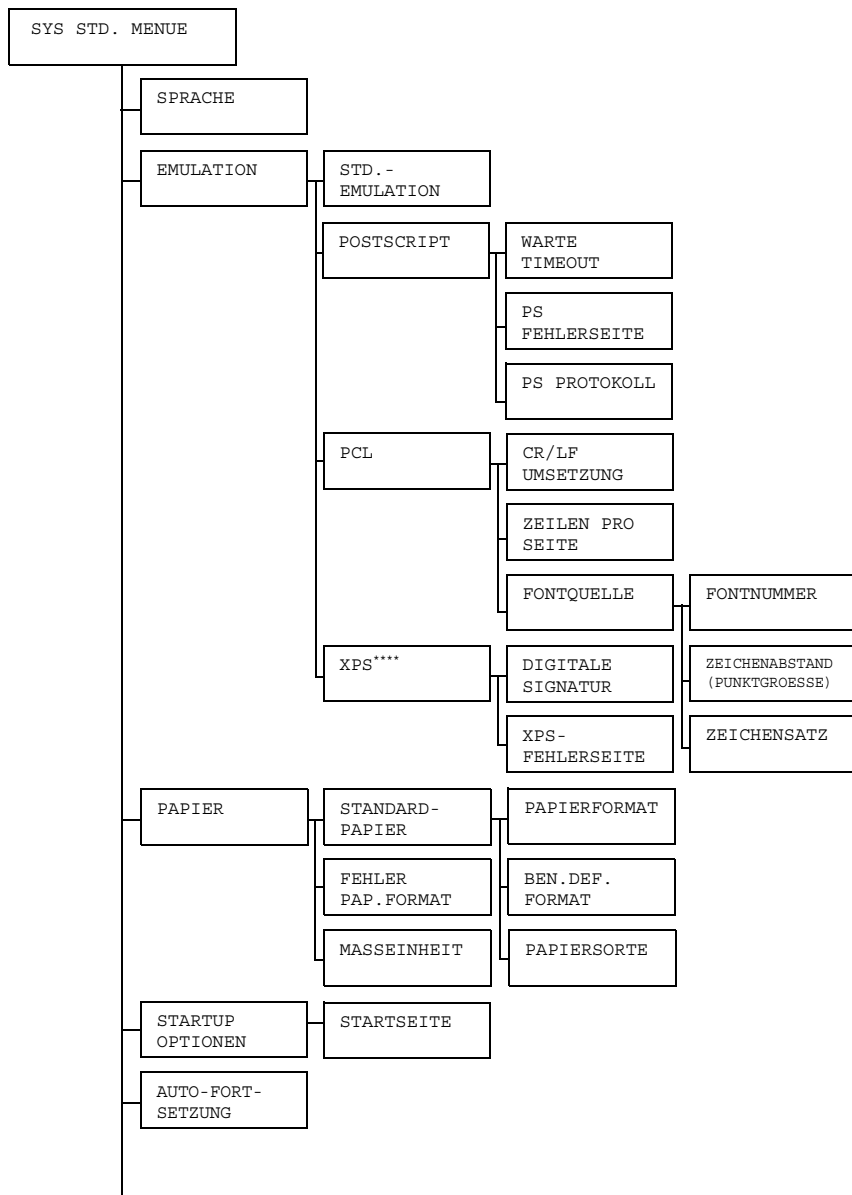 SYS STD. MENUE
SPRACHE
EMULATION
STD.-
EMULATION
POSTSCRIPT
WARTE
TIMEOUT
PS
FEHLERSEITE
PS PROTOKOLL
PCL
CR/LF
UMSETZUNG
ZEILEN PRO
SEITE
FONTQUELLE
FONTNUMMER
ZEICHENABSTAND
(PUNKTGROESSE)
ZEICHENSATZ
XPS****
DIGITALE
SIGNATUR
XPS-
FEHLERSEITE
PAPIER
STANDARD-
PAPIER
PAPIERFORMAT
BEN.DEF.
FORMAT
PAPIERSORTE
FEHLER
PAP.FORMAT
MASSEINHEIT
STARTUP
OPTIONEN
STARTSEITE
AUTO-FORT-
SETZUNG